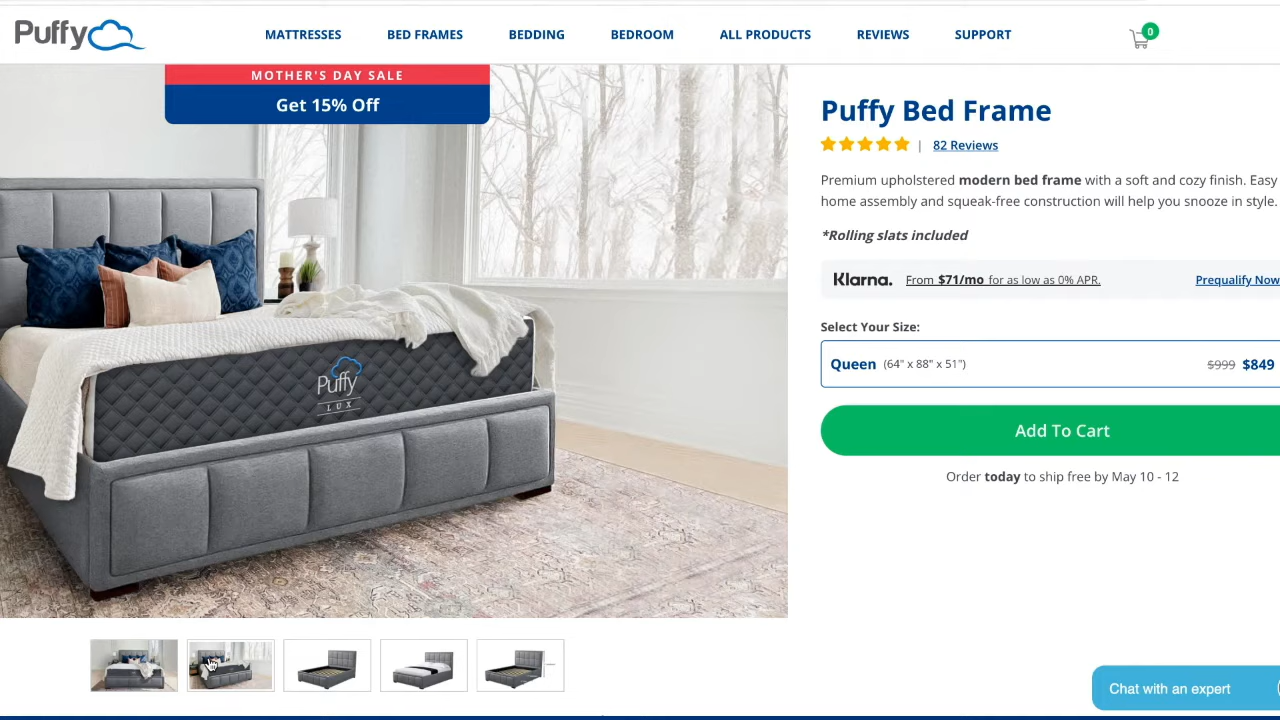 Puffy
MATTRESSES BED FRAMES BEDDING BEDROOM ALL PRODUCTS REVIEWS SUPPORT
0
MOTHER'S DAY SALE
Get 15% Off
Puffy
LUX
Puffy Bed Frame
| 82 Reviews
Premium upholstered modern bed frame with a soft and cozy finish. Easy
home assembly and squeak-free construction will help you snooze in style.
*Rolling slats included
Klarna. From $71/mo for as low as 0% APR. Prequalify Now
Select Your Size:
Queen (64" x 88" x 51") $999 $849
Add To Cart
Order today to ship free by May 10 - 12
Chat with an expert